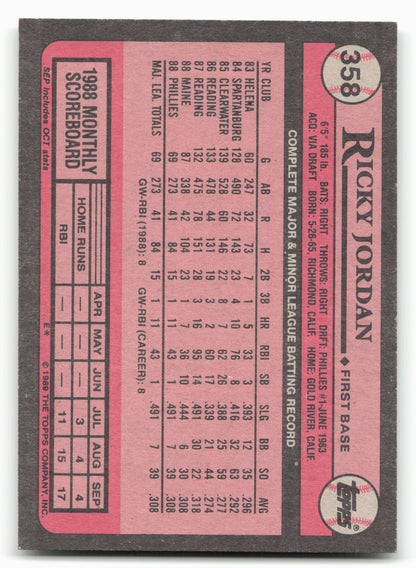 358
RICKY JORDAN
◆ FIRST BASE
topps
6'5" 185 lb. BATS: RIGHT THROWS: RIGHT DRFT: PHILLIES #1-JUNE 1983
ACQ: VIA DRAFT BORN: 5-26-65, RICHMOND, CALIF. HOME: GOLD RIVER, CALIF.
COMPLETE MAJOR & MINOR LEAGUE BATTING RECORD
YR CLUB G AB R H 2B 3B HR RBI SB SLG BB SO AVG
83 HELENA 60 247 32 73 7 1 5 33 3 .393 12 35 .296
84 SPARTANBURG 128 490 72 143 23 4 10 76 8 .416 32 63 .292
85 CLEARWATER 139 528 60 146 22 8 7 62 26 .388 25 59 .277
86 READING 133 478 44 131 19 3 2 60 17 .339 21 44 .274
87 READING 132 475 78 151 28 3 16 95 15 .491 28 22 .318
88 MAINE 87 338 42 104 23 1 7 36 10 .444 6 30 .308
88 PHILLIES 69 273 41 84 15 1 11 43 1 .491 7 39 .308
MAJ. LEA. TOTALS 69 273 41 84 15 1 11 43 1 .491 7 39 .308
GW-RBI (1988): 8 GW-RBI (CAREER): 8
1988 MONTHLY
SCOREBOARD
SEP includes OCT stats
APR MAY JUN JUL AUG SEP
HOME RUNS — — — 3 4 4
RBI — — — 11 15 17
E* © 1989 THE TOPPS COMPANY, INC.